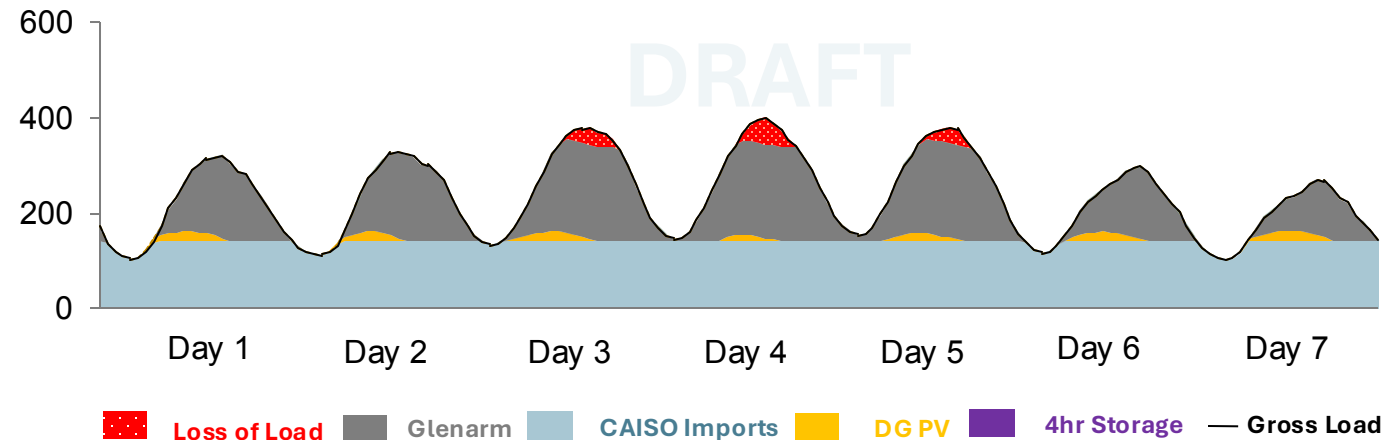 600
DRAFT
400
200
0
Day 1 Day 2 Day 3 Day 4 Day 5 Day 6 Day 7
Loss of Load Glenarm CAISO Imports DG PV 4hr Storage Gross Load